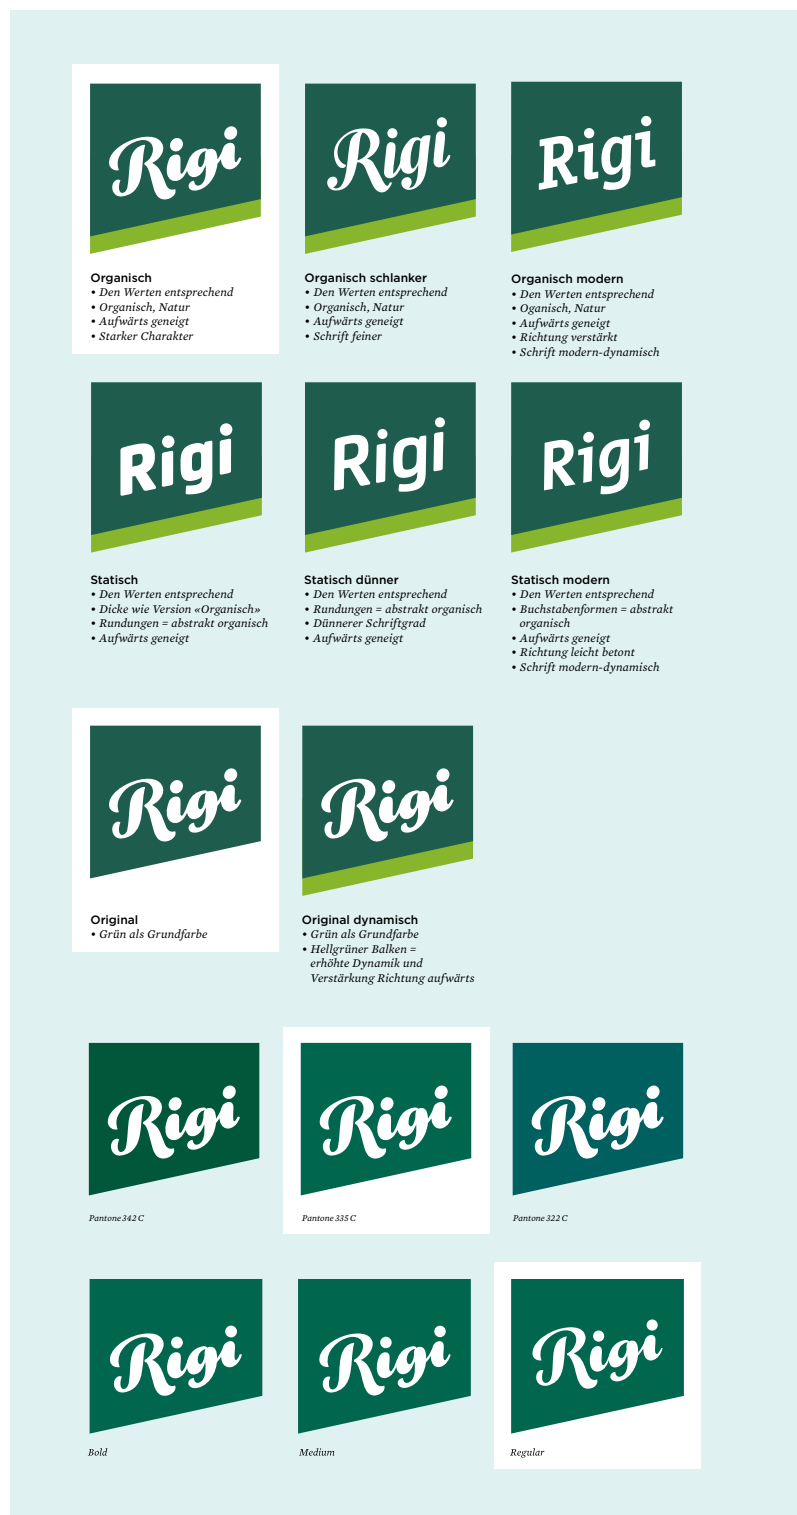 Rigi
Organisch
• Den Werten entsprechend
• Organisch, Natur
• Aufwärts geneigt
• Starker Charakter
Rigi
Organisch schlanker
• Den Werten entsprechend
• Organisch, Natur
• Aufwärts geneigt
• Schrift feiner
Rigi
Organisch modern
• Den Werten entsprechend
• Oganisch, Natur
• Aufwärts geneigt
• Richtung verstärkt
• Schrift modern-dynamisch
Rigi
Statisch
• Den Werten entsprechend
• Dicke wie Version «Organisch»
• Rundungen = abstrakt organisch
• Aufwärts geneigt
Rigi
Statisch dünner
• Den Werten entsprechend
• Rundungen = abstrakt organisch
• Dünnerer Schriftgrad
• Aufwärts geneigt
Rigi
Statisch modern
• Den Werten entsprechend
• Buchstabenformen = abstrakt
organisch
• Aufwärts geneigt
• Richtung leicht betont
• Schrift modern-dynamisch
Rigi
Original
• Grün als Grundfarbe
Rigi
Original dynamisch
• Grün als Grundfarbe
• Hellgrüner Balken =
erhöhte Dynamik und
Verstärkung Richtung aufwärts
Rigi
Pantone 342 C
Rigi
Pantone 335 C
Rigi
Pantone 322 C
Rigi
Bold
Rigi
Medium
Rigi
Regular